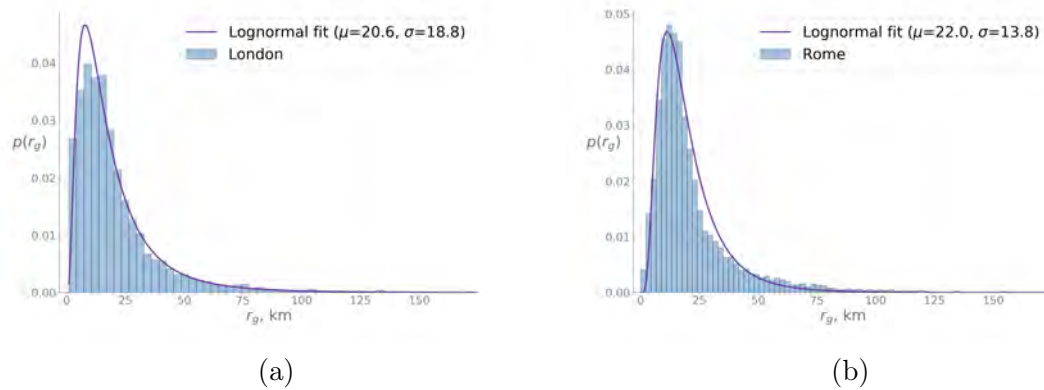 Lognormal fit (μ=20.6, σ=18.8)
London
0.04
0.03
p(r_g)
0.02
0.01
0.00
0 25 50 75 100 125 150
r_g, km
(a)
0.05
Lognormal fit (μ=22.0, σ=13.8)
Rome
0.04
0.03
p(r_g)
0.02
0.01
0.00
0 25 50 75 100 125 150
r_g, km
(b)